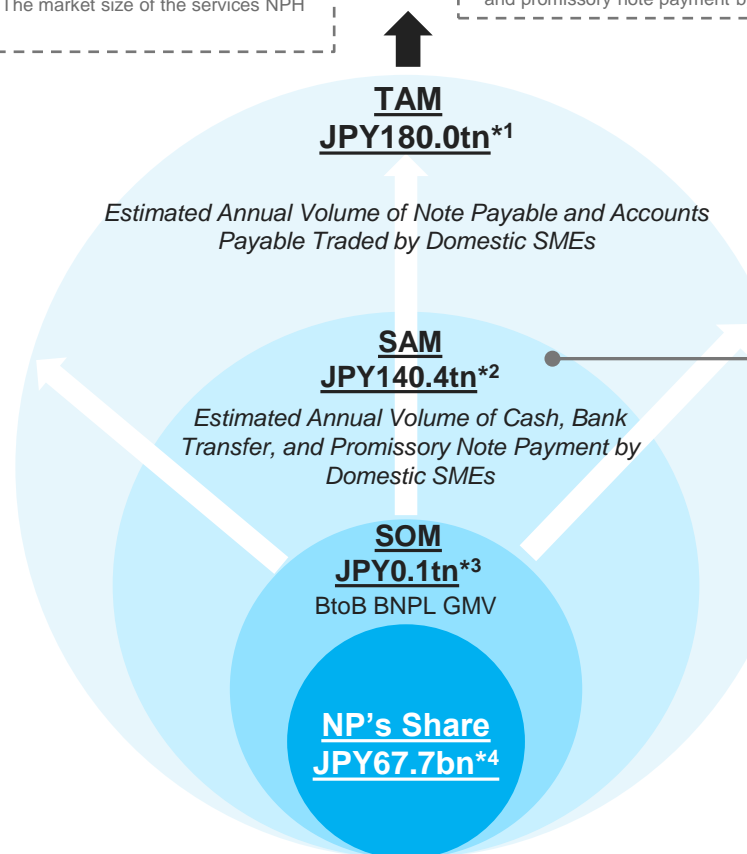 The market size of the services NPH
and promissory note payment b
TAM
JPY180.0tn*1
Estimated Annual Volume of Note Payable and Accounts
Payable Traded by Domestic SMEs
SAM
JPY140.4tn*2
Estimated Annual Volume of Cash, Bank
Transfer, and Promissory Note Payment by
Domestic SMEs
SOM
JPY0.1tn*3
BtoB BNPL GMV
NP's Share
JPY67.7bn*4